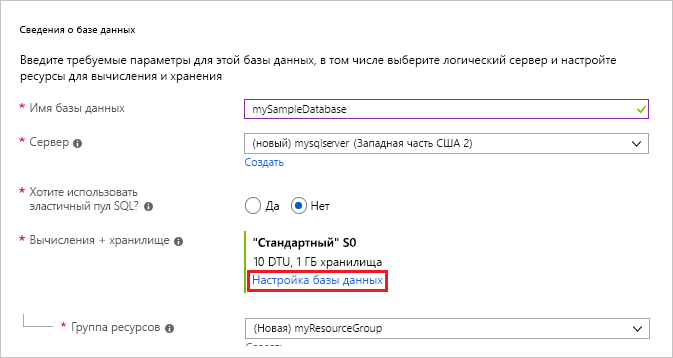 Сведения о базе данных
Введите требуемые параметры для этой базы данных, в том числе выберите логический сервер и настройте
ресурсы для вычисления и хранения
* Имя базы данных
mySampleDatabase
* Сервер
(новый) mysqlserver (Западная часть США 2)
Создать
* Хотите использовать
эластичный пул SQL?
Да
Нет
* Вычисления + хранилище
"Стандартный" S0
10 DTU, 1 ГБ хранилища
Настройка базы данных
* Группа ресурсов
(Новая) myResourceGroup